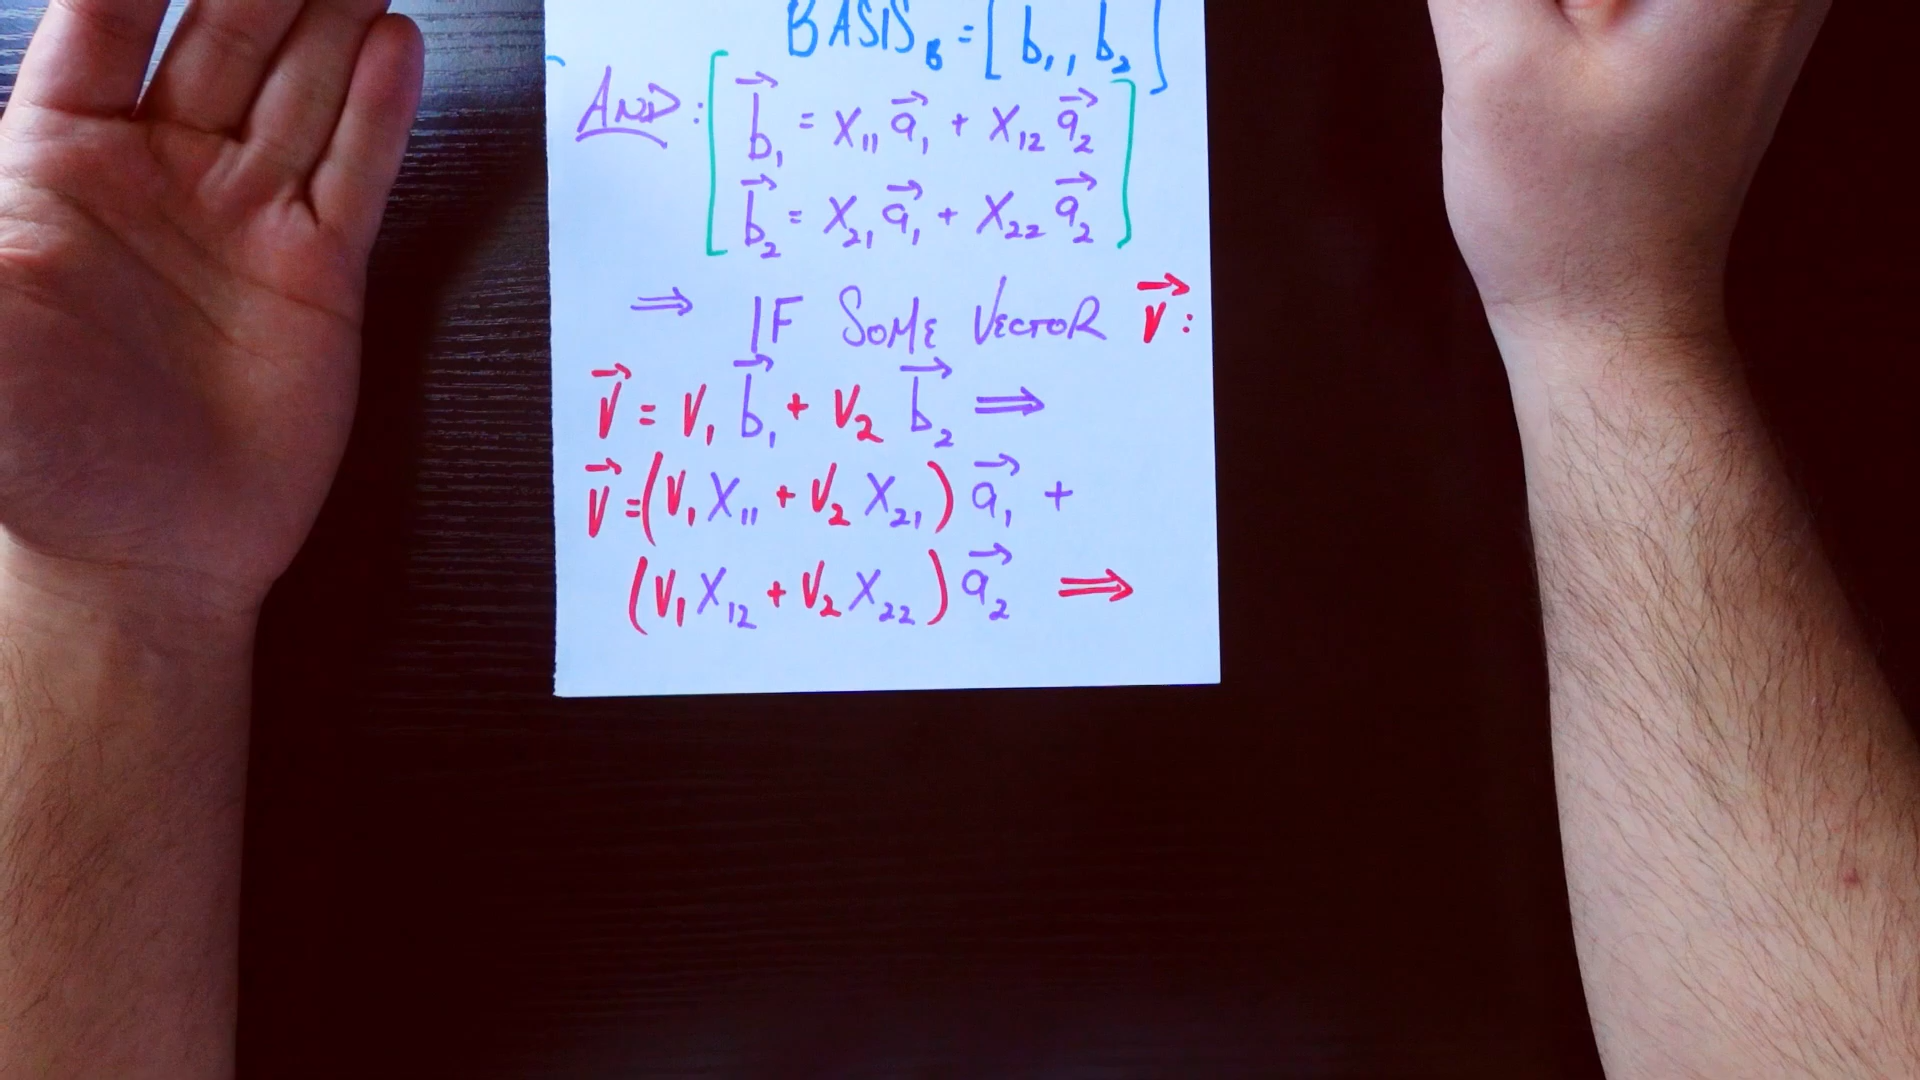 BASIS_B = [b₁, b₂]
AND: [b⃗₁ = X₁₁ a⃗₁ + X₁₂ a⃗₂
b⃗₂ = X₂₁ a⃗₁ + X₂₂ a⃗₂]
⇒ IF SOME VECTOR v⃗:
v⃗ = v₁ b⃗₁ + v₂ b⃗₂ ⇒
v⃗ = (v₁ X₁₁ + v₂ X₂₁) a⃗₁ +
(v₁ X₁₂ + v₂ X₂₂) a⃗₂ ⇒